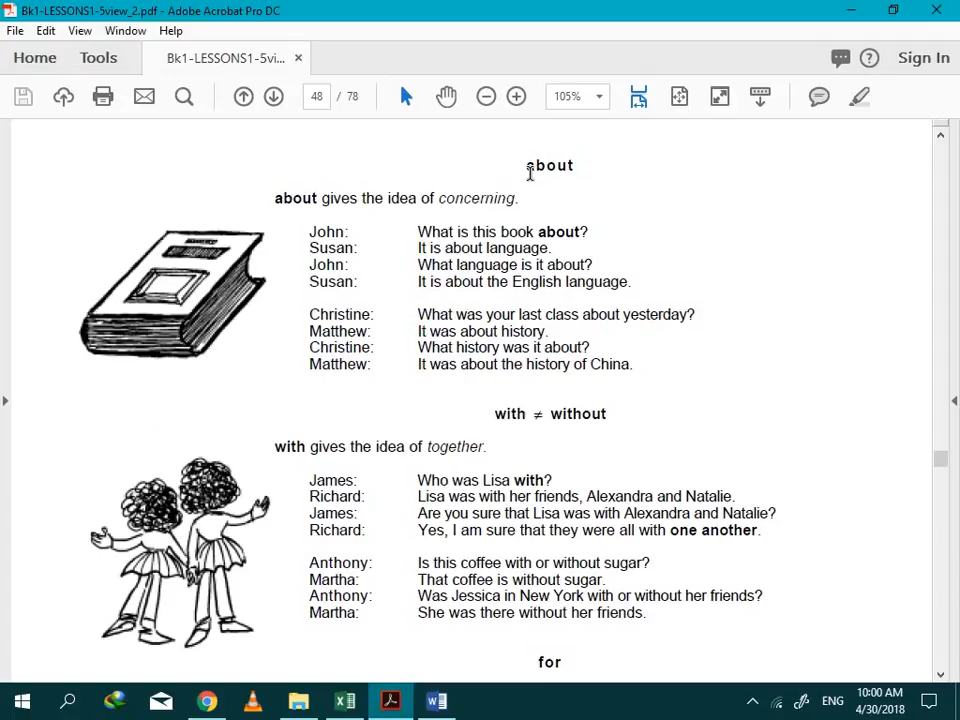 Bk1-LESSONS1-5view_2.pdf - Adobe Acrobat Pro DC
File Edit View Window Help
Home Tools Bk1-LESSONS1-5vi... × Sign In
48 / 78 105%
about
about gives the idea of concerning.
John: What is this book about?
Susan: It is about language.
John: What language is it about?
Susan: It is about the English language.
Christine: What was your last class about yesterday?
Matthew: It was about history.
Christine: What history was it about?
Matthew: It was about the history of China.
with ≠ without
with gives the idea of together.
James: Who was Lisa with?
Richard: Lisa was with her friends, Alexandra and Natalie.
James: Are you sure that Lisa was with Alexandra and Natalie?
Richard: Yes, I am sure that they were all with one another.
Anthony: Is this coffee with or without sugar?
Martha: That coffee is without sugar.
Anthony: Was Jessica in New York with or without her friends?
Martha: She was there without her friends.
for
ENG
10:00 AM
4/30/2018